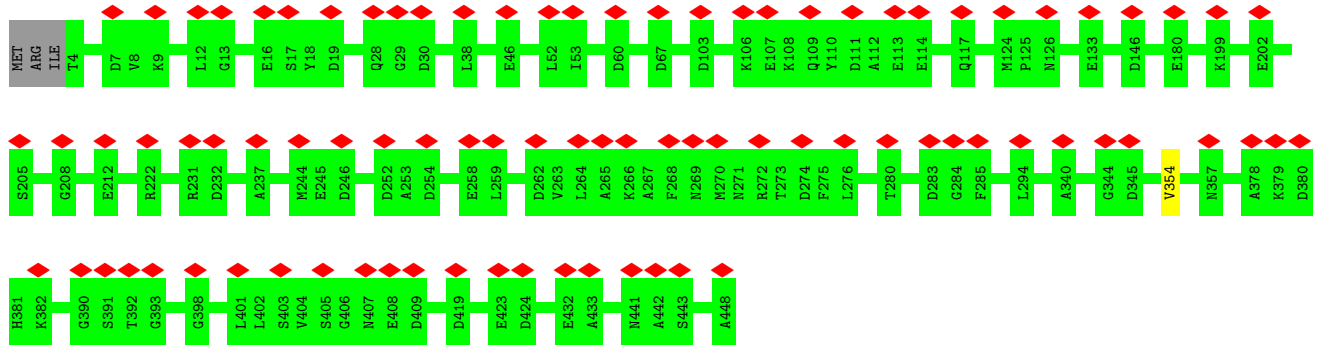 MET ARG ILE T4 D7 V8 K9 L12 G13 E16 S17 Y18 D19 Q28 G29 D30 L38 E46 L52 I53 D60 D67 D103 K106 E107 K108 Q109 Y110 D111 A112 E113 E114 Q117 M124 P125 N126 E133 D146 E180 K199 E202
S205 G208 E212 R222 R231 D232 A237 M244 E245 D246 D252 A253 D254 E258 L259 D262 V263 L264 A265 K266 A267 F268 N269 M270 N271 R272 T273 D274 F275 L276 T280 D283 G284 F285 L294 A340 G344 D345 V354 N357 A378 K379 D380
H381 K382 G390 S391 T392 G393 G398 L401 L402 S403 V404 S405 G406 N407 E408 D409 D419 E423 D424 E432 A433 N441 A442 S443 A448